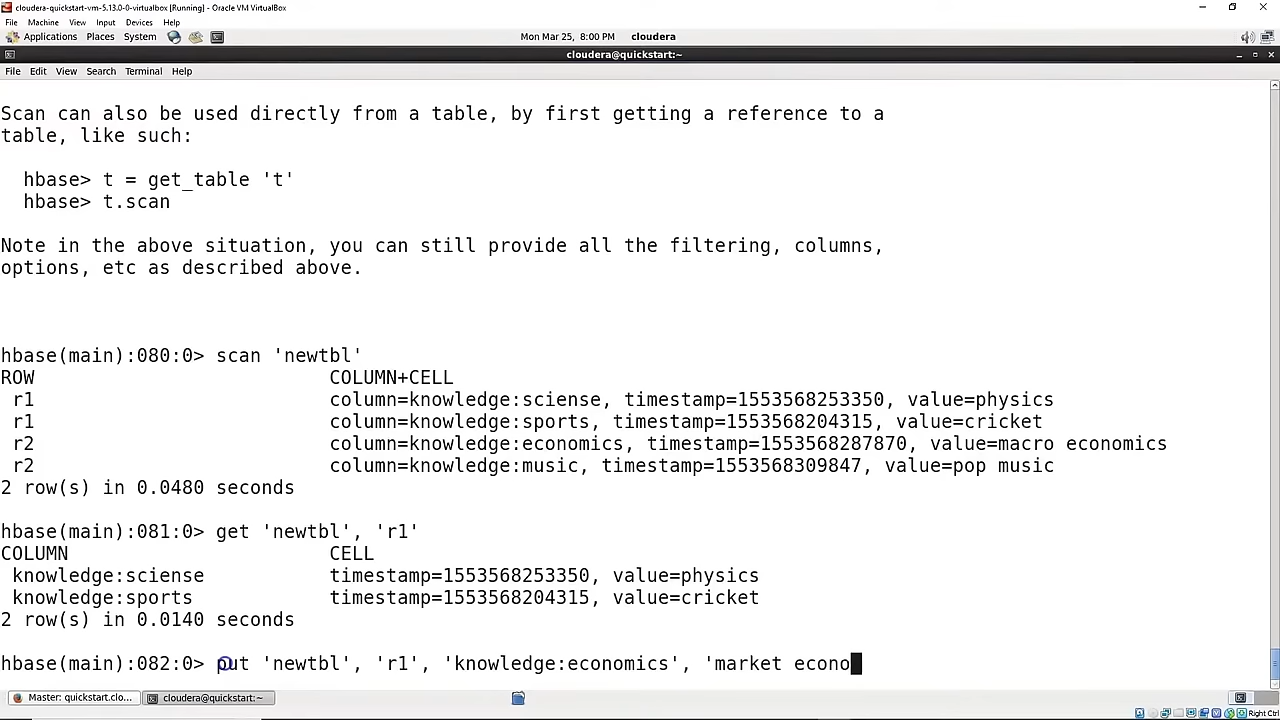 cloudera-quickstart-vm-5.13.0-0-virtualbox [Running] - Oracle VM VirtualBox
File Machine View Input Devices Help
Applications Places System Mon Mar 25, 8:00 PM cloudera
cloudera@quickstart:~
File Edit View Search Terminal Help
Scan can also be used directly from a table, by first getting a reference to a
table, like such:
hbase> t = get_table 't'
hbase> t.scan
Note in the above situation, you can still provide all the filtering, columns,
options, etc as described above.
hbase(main):080:0> scan 'newtbl'
ROW COLUMN+CELL
r1 column=knowledge:sciense, timestamp=1553568253350, value=physics
r1 column=knowledge:sports, timestamp=1553568204315, value=cricket
r2 column=knowledge:economics, timestamp=1553568287870, value=macro economics
r2 column=knowledge:music, timestamp=1553568309847, value=pop music
2 row(s) in 0.0480 seconds
hbase(main):081:0> get 'newtbl', 'r1'
COLUMN CELL
knowledge:sciense timestamp=1553568253350, value=physics
knowledge:sports timestamp=1553568204315, value=cricket
2 row(s) in 0.0140 seconds
hbase(main):082:0> put 'newtbl', 'r1', 'knowledge:economics', 'market econo
Master: quickstart.clo... cloudera@quickstart:~
Right Ctrl